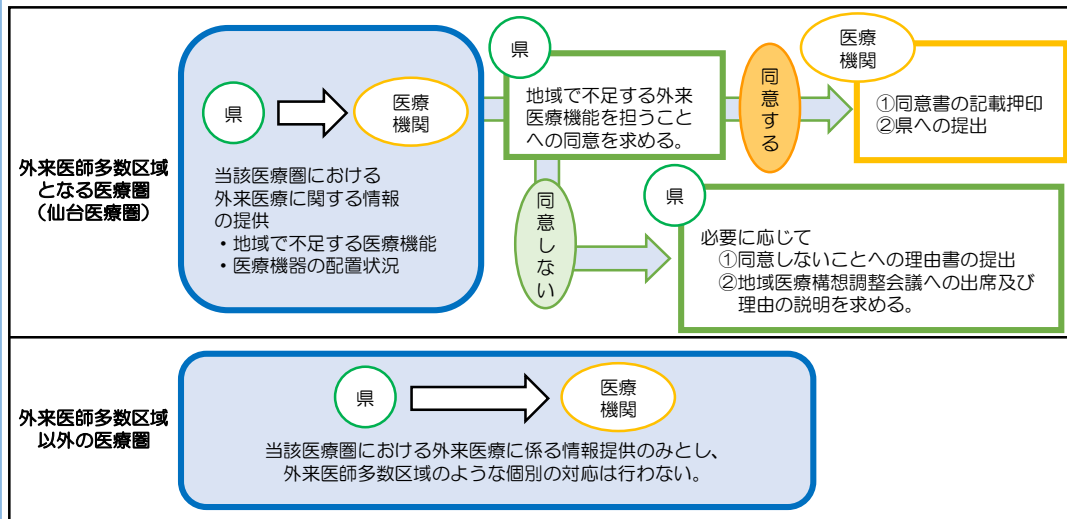 外来医師多数区域
となる医療圏
(仙台医療圏)
県
医療
機関
当該医療圏における
外来医療に関する情報
の提供
・地域で不足する医療機能
・医療機器の配置状況
県
地域で不足する外来
医療機能を担うこと
への同意を求める。
同意する
医療
機関
①同意書の記載押印
②県への提出
同意しない
県
必要に応じて
①同意しないことへの理由書の提出
②地域医療構想調整会議への出席及び
理由の説明を求める。
外来医師多数区域
以外の医療圏
県
医療
機関
当該医療圏における外来医療に係る情報提供のみとし、
外来医師多数区域のような個別の対応は行わない。